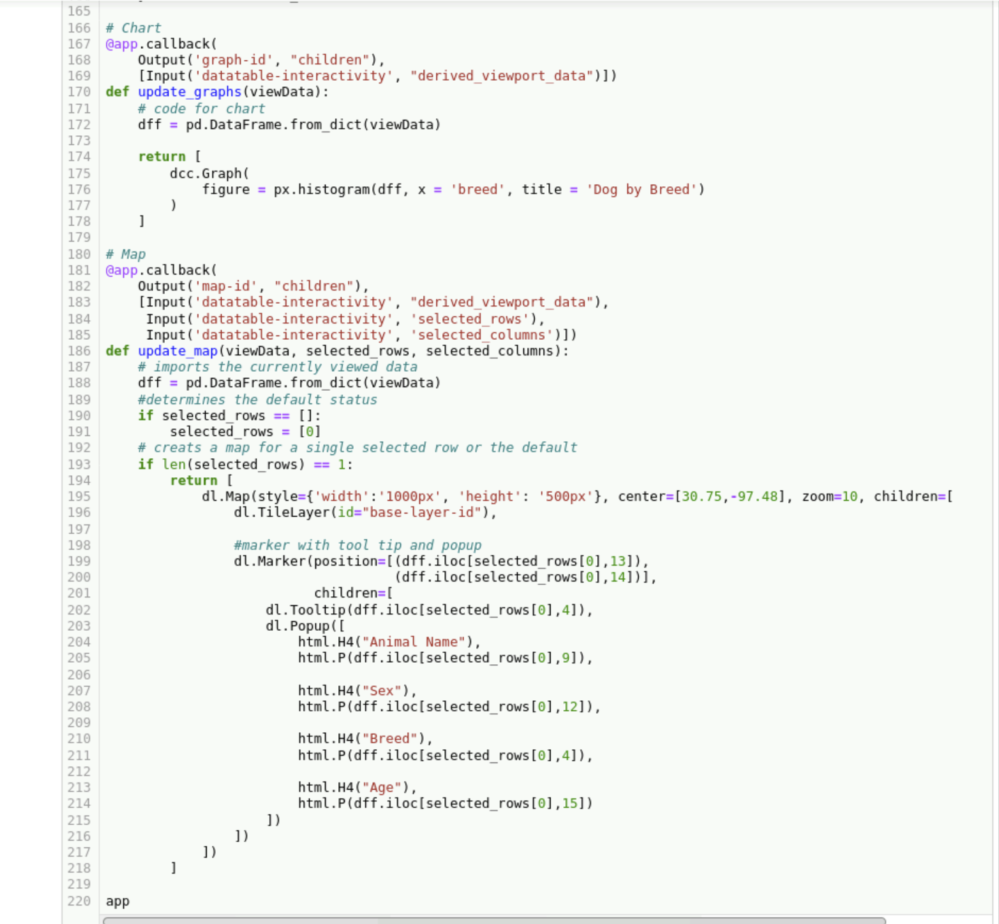 165
166 # Chart
167 @app.callback(
168     Output('graph-id', "children"),
169     [Input('datatable-interactivity', "derived_viewport_data")])
170 def update_graphs(viewData):
171     # code for chart
172     dff = pd.DataFrame.from_dict(viewData)
173
174     return [
175         dcc.Graph(
176             figure = px.histogram(dff, x = 'breed', title = 'Dog by Breed')
177         )
178     ]
179
180 # Map
181 @app.callback(
182     Output('map-id', "children"),
183     [Input('datatable-interactivity', "derived_viewport_data"),
184      Input('datatable-interactivity', 'selected_rows'),
185      Input('datatable-interactivity', 'selected_columns')])
186 def update_map(viewData, selected_rows, selected_columns):
187     # imports the currently viewed data
188     dff = pd.DataFrame.from_dict(viewData)
189     #determines the default status
190     if selected_rows == []:
191         selected_rows = [0]
192     # creats a map for a single selected row or the default
193     if len(selected_rows) == 1:
194         return [
195             dl.Map(style={'width':'1000px', 'height': '500px'}, center=[30.75,-97.48], zoom=10, children=[
196                 dl.TileLayer(id="base-layer-id"),
197
198                 #marker with tool tip and popup
199                 dl.Marker(position=[(dff.iloc[selected_rows[0],13]),
200                                     (dff.iloc[selected_rows[0],14])],
201                           children=[
202                     dl.Tooltip(dff.iloc[selected_rows[0],4]),
203                     dl.Popup([
204                         html.H4("Animal Name"),
205                         html.P(dff.iloc[selected_rows[0],9]),
206
207                         html.H4("Sex"),
208                         html.P(dff.iloc[selected_rows[0],12]),
209
210                         html.H4("Breed"),
211                         html.P(dff.iloc[selected_rows[0],4]),
212
213                         html.H4("Age"),
214                         html.P(dff.iloc[selected_rows[0],15])
215                     ])
216                 ])
217             ])
218         ]
219
220 app